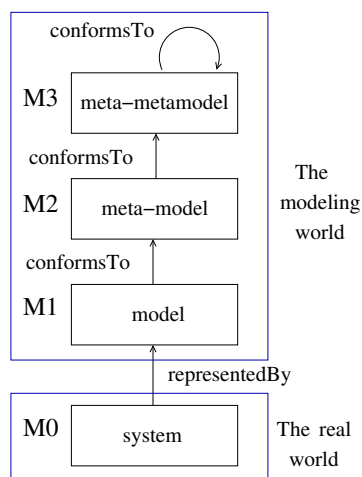 conformsTo
M3
meta−metamodel
conformsTo
M2
meta−model
conformsTo
M1
model
The
modeling
world
representedBy
M0
system
The real
world